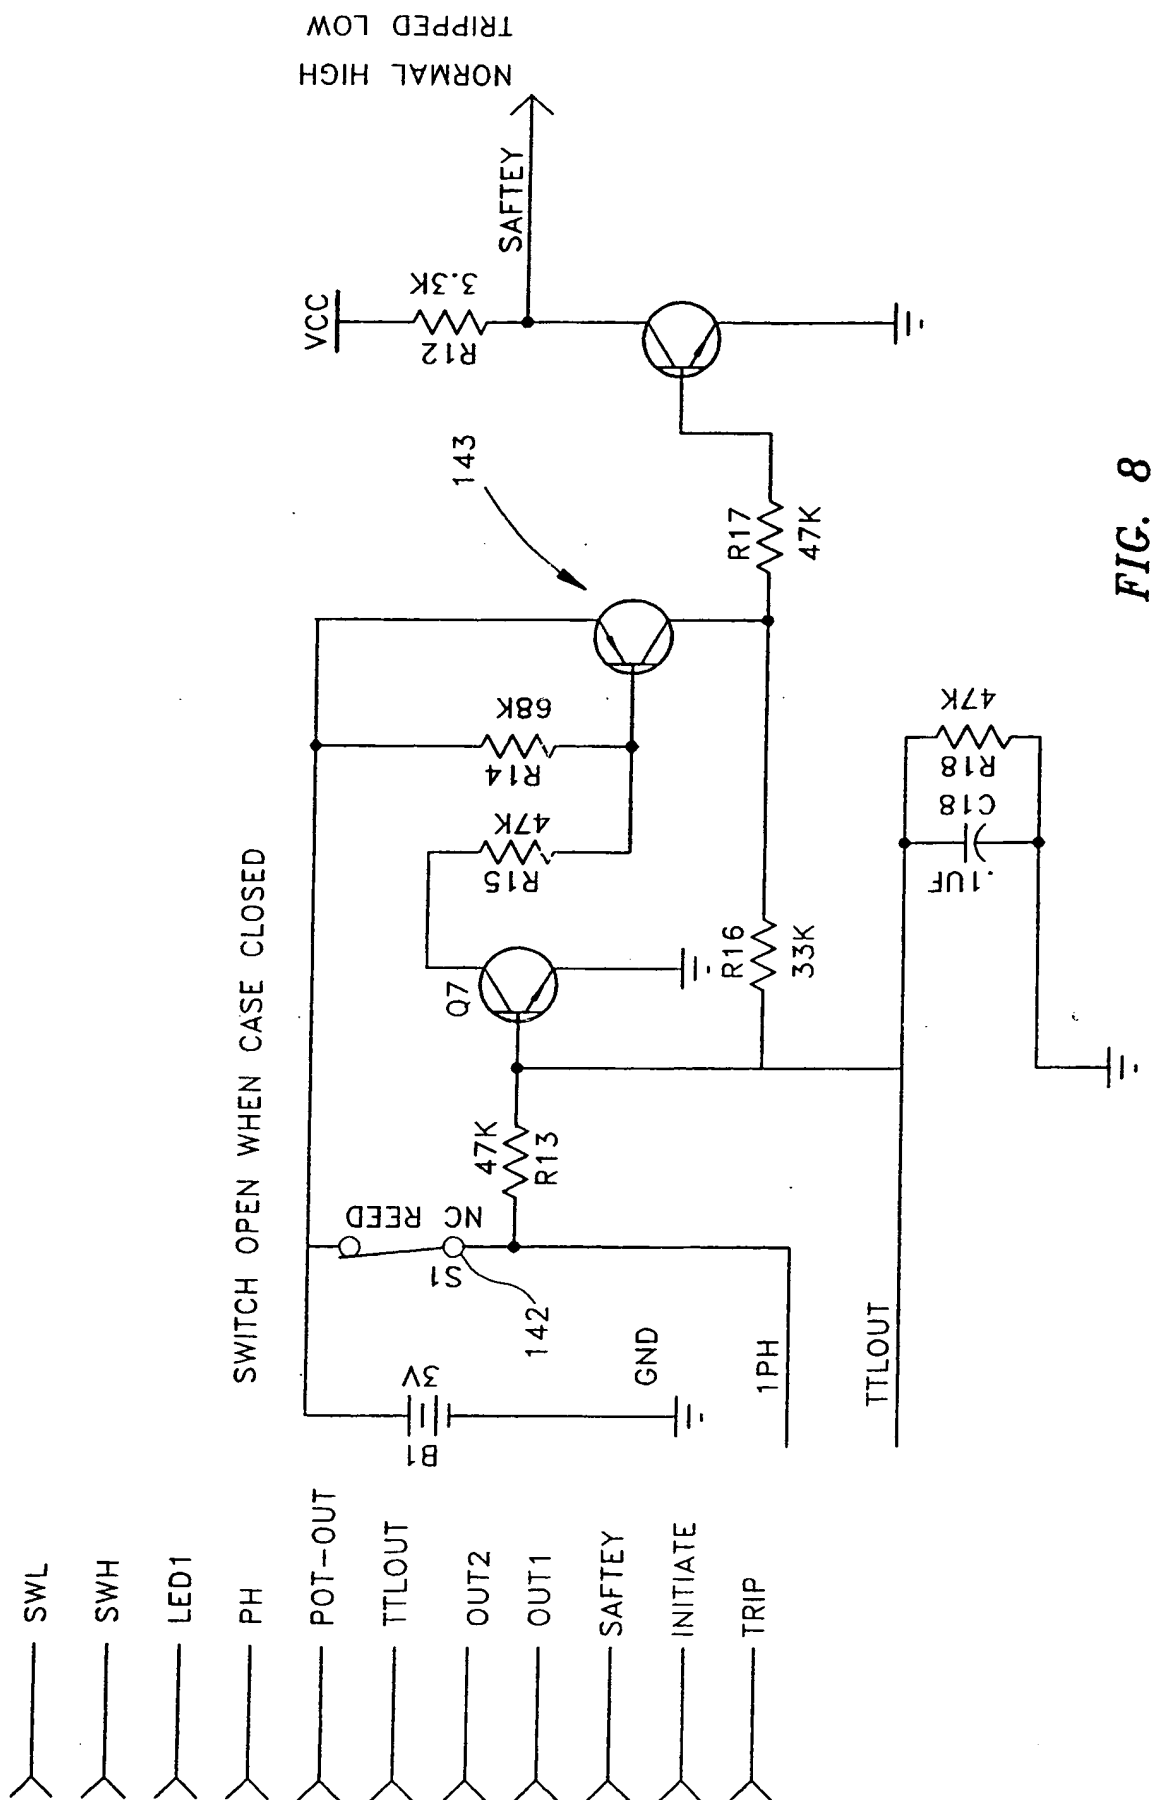 SWL
SWH
LED1
PH
POT-OUT
TTLOUT
OUT2
OUT1
SAFTEY
INITIATE
TRIP
SWITCH OPEN WHEN CASE CLOSED
B1
3V
GND
S1
REED
NC
142
1PH
TTLOUT
47K
R13
Q7
R15
47K
R14
68K
R16
33K
143
R17
47K
VCC
R12
3.3K
SAFTEY
NORMAL HIGH
TRIPPED LOW
.1UF
C18
R18
47K
FIG. 8